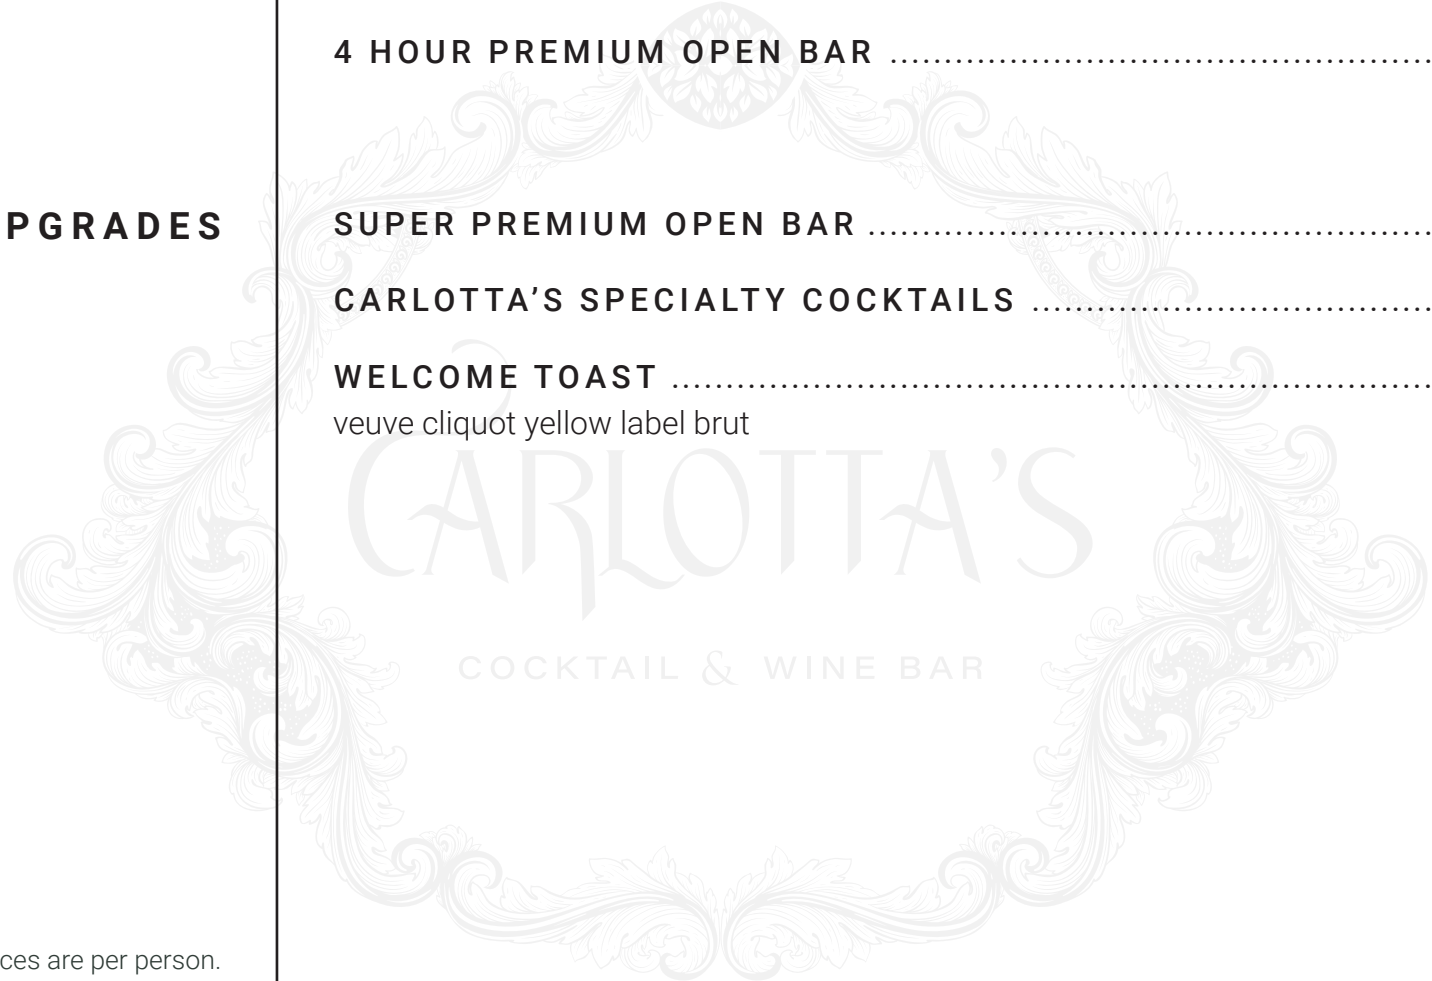 4 HOUR PREMIUM OPEN BAR ..................................................
PGRADES
SUPER PREMIUM OPEN BAR ....................................................
CARLOTTA’S SPECIALTY COCKTAILS .....................................
WELCOME TOAST ......................................................................
veuve cliquot yellow label brut
CARLOTTA’S
COCKTAIL & WINE BAR
ces are per person.